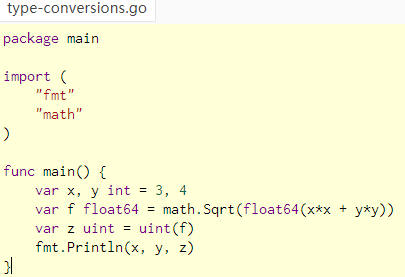 type-conversions.go
package main
import (
    "fmt"
    "math"
)
func main() {
    var x, y int = 3, 4
    var f float64 = math.Sqrt(float64(x*x + y*y))
    var z uint = uint(f)
    fmt.Println(x, y, z)
}